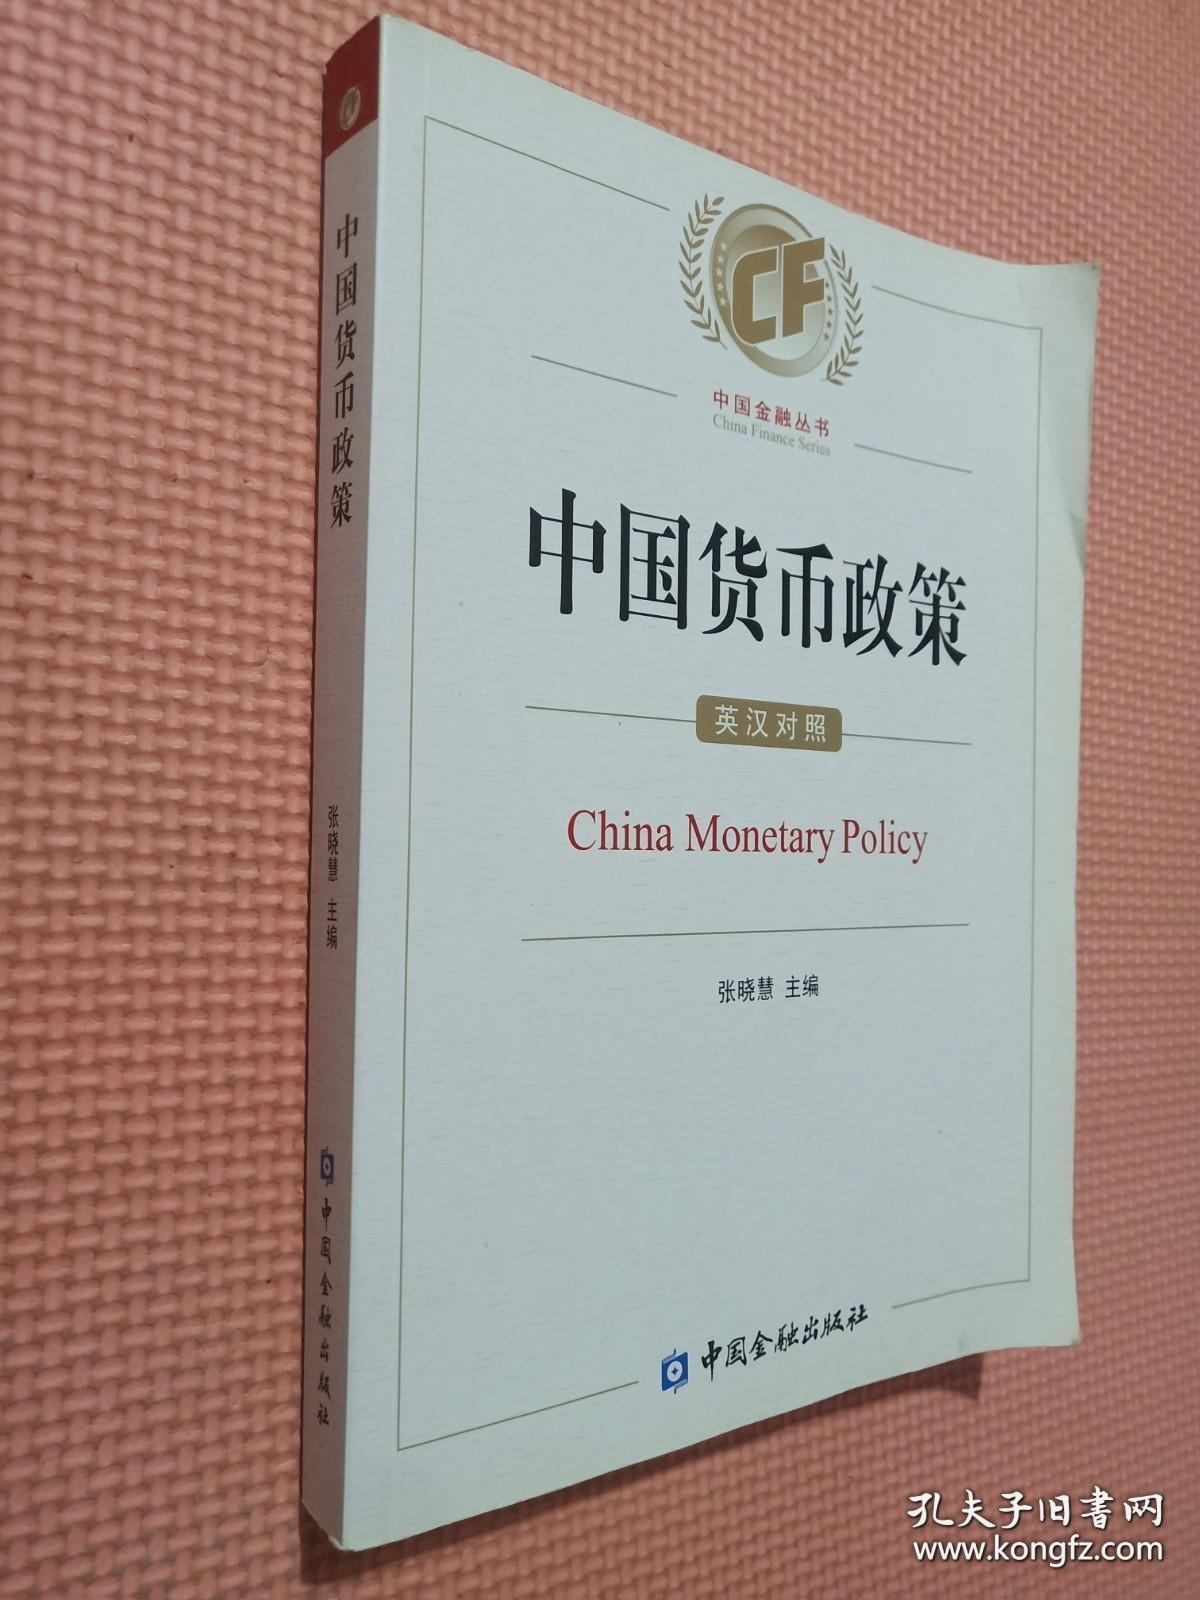 中国货币政策
张晓慧 主编
中国金融出版社
CF
中国金融丛书
China Finance Series
中国货币政策
英汉对照
China Monetary Policy
张晓慧 主编
中国金融出版社
孔夫子旧书网
www.kongfz.com